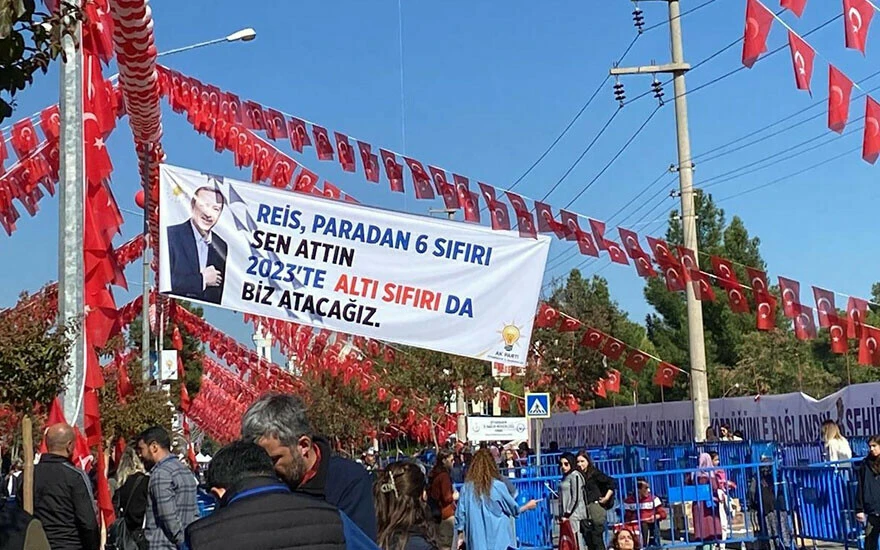 REİS, PARADAN 6 SIFIRI
SEN ATTIN
2023'TE ALTI SIFIRI DA
BİZ ATACAĞIZ.
AK PARTİ